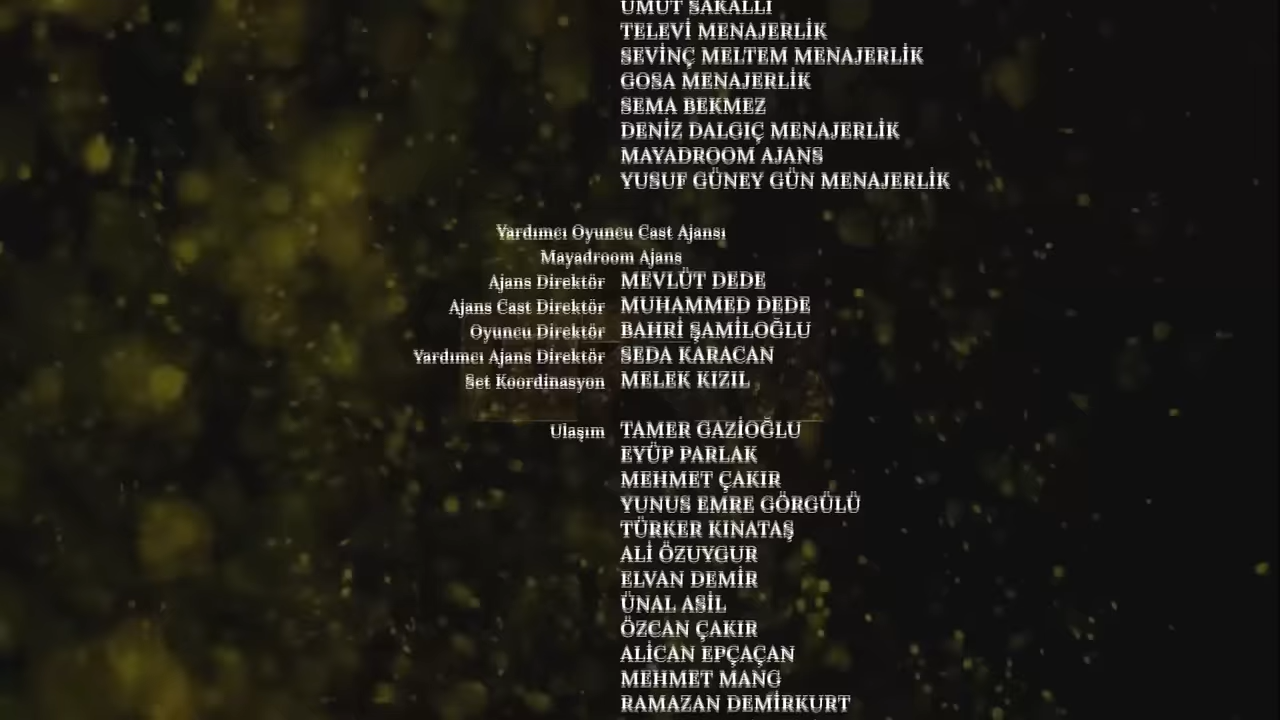 UMUT SAKALLI
TELEVİ MENAJERLİK
SEVİNÇ MELTEM MENAJERLİK
GOSA MENAJERLİK
SEMA BEKMEZ
DENİZ DALGIÇ MENAJERLİK
MAYADROOM AJANS
YUSUF GÜNEY GÜN MENAJERLİK
Yardımcı Oyuncu Cast Ajansı
Mayadroom Ajans
Ajans Direktör MEVLÜT DEDE
Ajans Cast Direktör MUHAMMED DEDE
Oyuncu Direktör BAHRİ ŞAMİLOĞLU
Yardımcı Ajans Direktör SEDA KARACAN
Set Koordinasyon MELEK KIZIL
Ulaşım TAMER GAZİOĞLU
EYÜP PARLAK
MEHMET ÇAKIR
YUNUS EMRE GÖRGÜLÜ
TÜRKER KINATAŞ
ALİ ÖZUYGUR
ELVAN DEMİR
ÜNAL ASİL
ÖZCAN ÇAKIR
ALİCAN EPÇAÇAN
MEHMET MANG
RAMAZAN DEMİRKURT